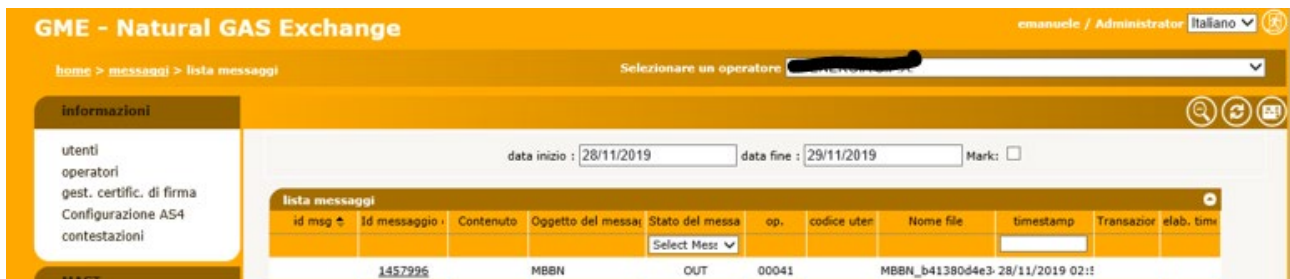 GME - Natural GAS Exchange
emanuele / Administrator Italiano
home > messaggi > lista messaggi
Selezionare un operatore
informazioni
utenti
operatori
gest. certific. di firma
Configurazione AS4
contestazioni
data inizio : 28/11/2019 data fine : 29/11/2019 Mark:
lista messaggi
id msg Id messaggio Contenuto Oggetto del messag Stato del messa op. codice uten Nome file timestamp Transazion elab. time
Select Mess
1457996 MBBN OUT 00041 MBBN_b41380d4e3- 28/11/2019 02:5